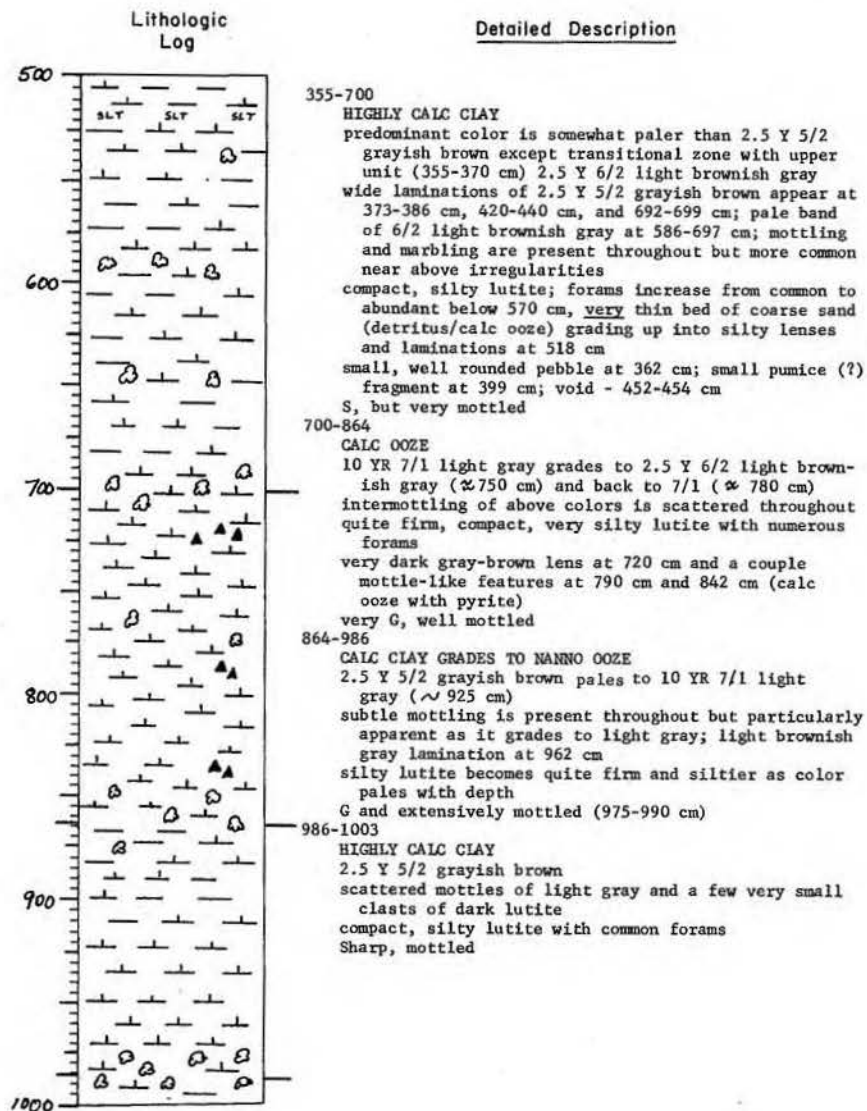 Lithologic
Log
Detailed Description
500
SLT SLT SLT
600
700
800
900
1000
355-700
HIGHLY CALC CLAY
predominant color is somewhat paler than 2.5 Y 5/2
grayish brown except transitional zone with upper
unit (355-370 cm) 2.5 Y 6/2 light brownish gray
wide laminations of 2.5 Y 5/2 grayish brown appear at
373-386 cm, 420-440 cm, and 692-699 cm; pale band
of 6/2 light brownish gray at 586-697 cm; mottling
and marbling are present throughout but more common
near above irregularities
compact, silty lutite; forams increase from common to
abundant below 570 cm, very thin bed of coarse sand
(detritus/calc ooze) grading up into silty lenses
and laminations at 518 cm
small, well rounded pebble at 362 cm; small pumice (?)
fragment at 399 cm; void - 452-454 cm
S, but very mottled
700-864
CALC OOZE
10 YR 7/1 light gray grades to 2.5 Y 6/2 light brown-
ish gray (≈750 cm) and back to 7/1 (≈ 780 cm)
intermottling of above colors is scattered throughout
quite firm, compact, very silty lutite with numerous
forams
very dark gray-brown lens at 720 cm and a couple
mottle-like features at 790 cm and 842 cm (calc
ooze with pyrite)
very G, well mottled
864-986
CALC CLAY GRADES TO NANNO OOZE
2.5 Y 5/2 grayish brown pales to 10 YR 7/1 light
gray (~ 925 cm)
subtle mottling is present throughout but particularly
apparent as it grades to light gray; light brownish
gray lamination at 962 cm
silty lutite becomes quite firm and siltier as color
pales with depth
G and extensively mottled (975-990 cm)
986-1003
HIGHLY CALC CLAY
2.5 Y 5/2 grayish brown
scattered mottles of light gray and a few very small
clasts of dark lutite
compact, silty lutite with common forams
Sharp, mottled